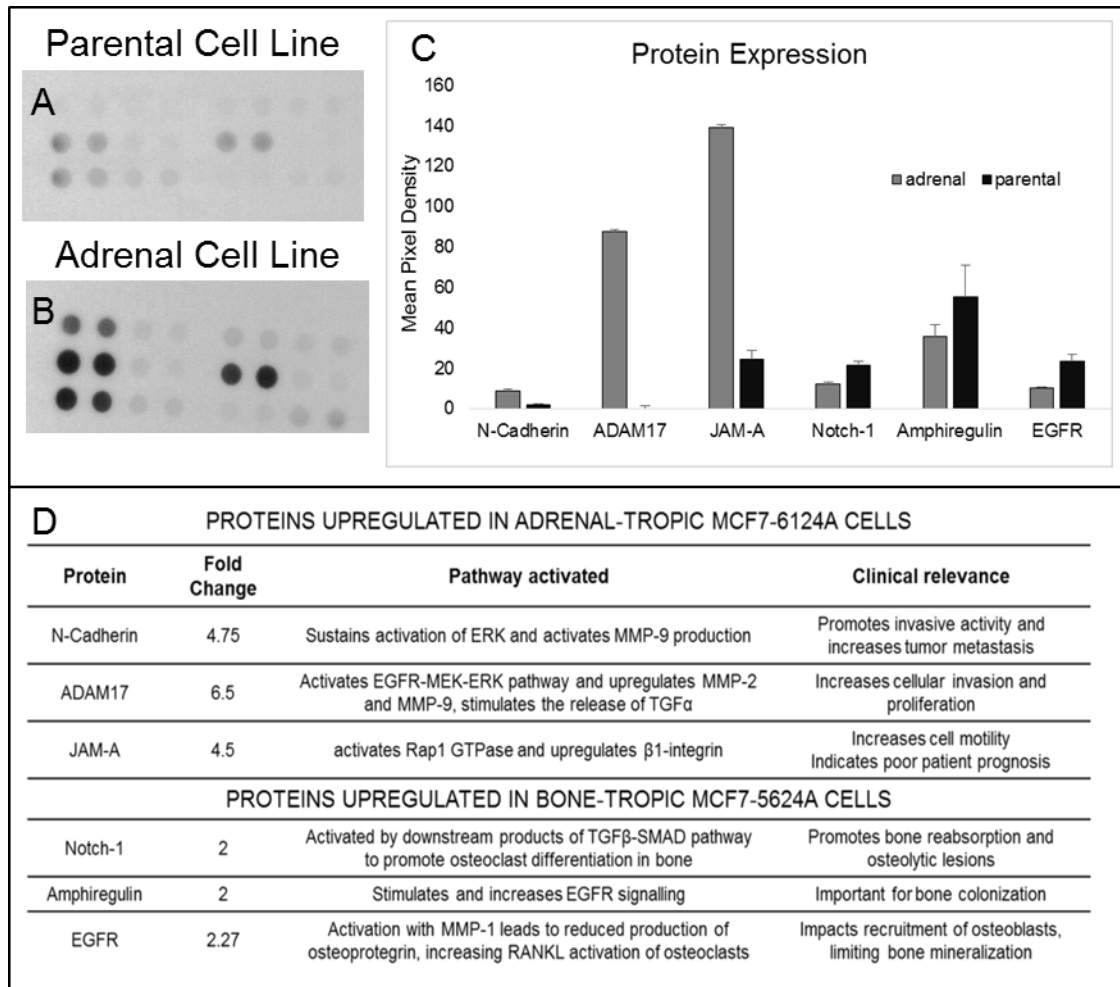 Parental Cell Line
A
Adrenal Cell Line
B
C
Protein Expression
Mean Pixel Density
160
140
120
100
80
60
40
20
0
adrenal
parental
N-Cadherin ADAM17 JAM-A Notch-1 Amphiregulin EGFR
D
PROTEINS UPREGULATED IN ADRENAL-TROPIC MCF7-6124A CELLS
Protein Fold Change Pathway activated Clinical relevance
N-Cadherin 4.75 Sustains activation of ERK and activates MMP-9 production Promotes invasive activity and
increases tumor metastasis
ADAM17 6.5 Activates EGFR-MEK-ERK pathway and upregulates MMP-2
and MMP-9, stimulates the release of TGFα
Increases cellular invasion and
proliferation
JAM-A 4.5 activates Rap1 GTPase and upregulates β1-integrin Increases cell motility
Indicates poor patient prognosis
PROTEINS UPREGULATED IN BONE-TROPIC MCF7-5624A CELLS
Notch-1 2 Activated by downstream products of TGFβ-SMAD pathway
to promote osteoclast differentiation in bone
Promotes bone reabsorption and
osteolytic lesions
Amphiregulin 2 Stimulates and increases EGFR signalling Important for bone colonization
EGFR 2.27 Activation with MMP-1 leads to reduced production of
osteoprotegrin, increasing RANKL activation of osteoclasts
Impacts recruitment of osteoblasts,
limiting bone mineralization